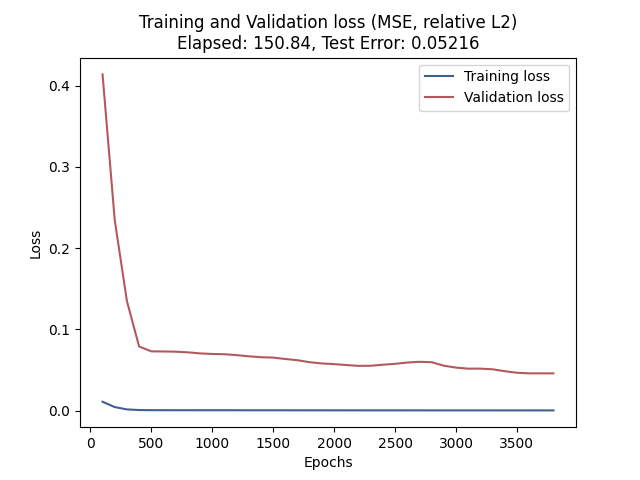 Training and Validation loss (MSE, relative L2)
Elapsed: 150.84, Test Error: 0.05216
Training loss
Validation loss
0.4
0.3
0.2
0.1
0.0
Loss
0
500
1000
1500
2000
2500
3000
3500
Epochs